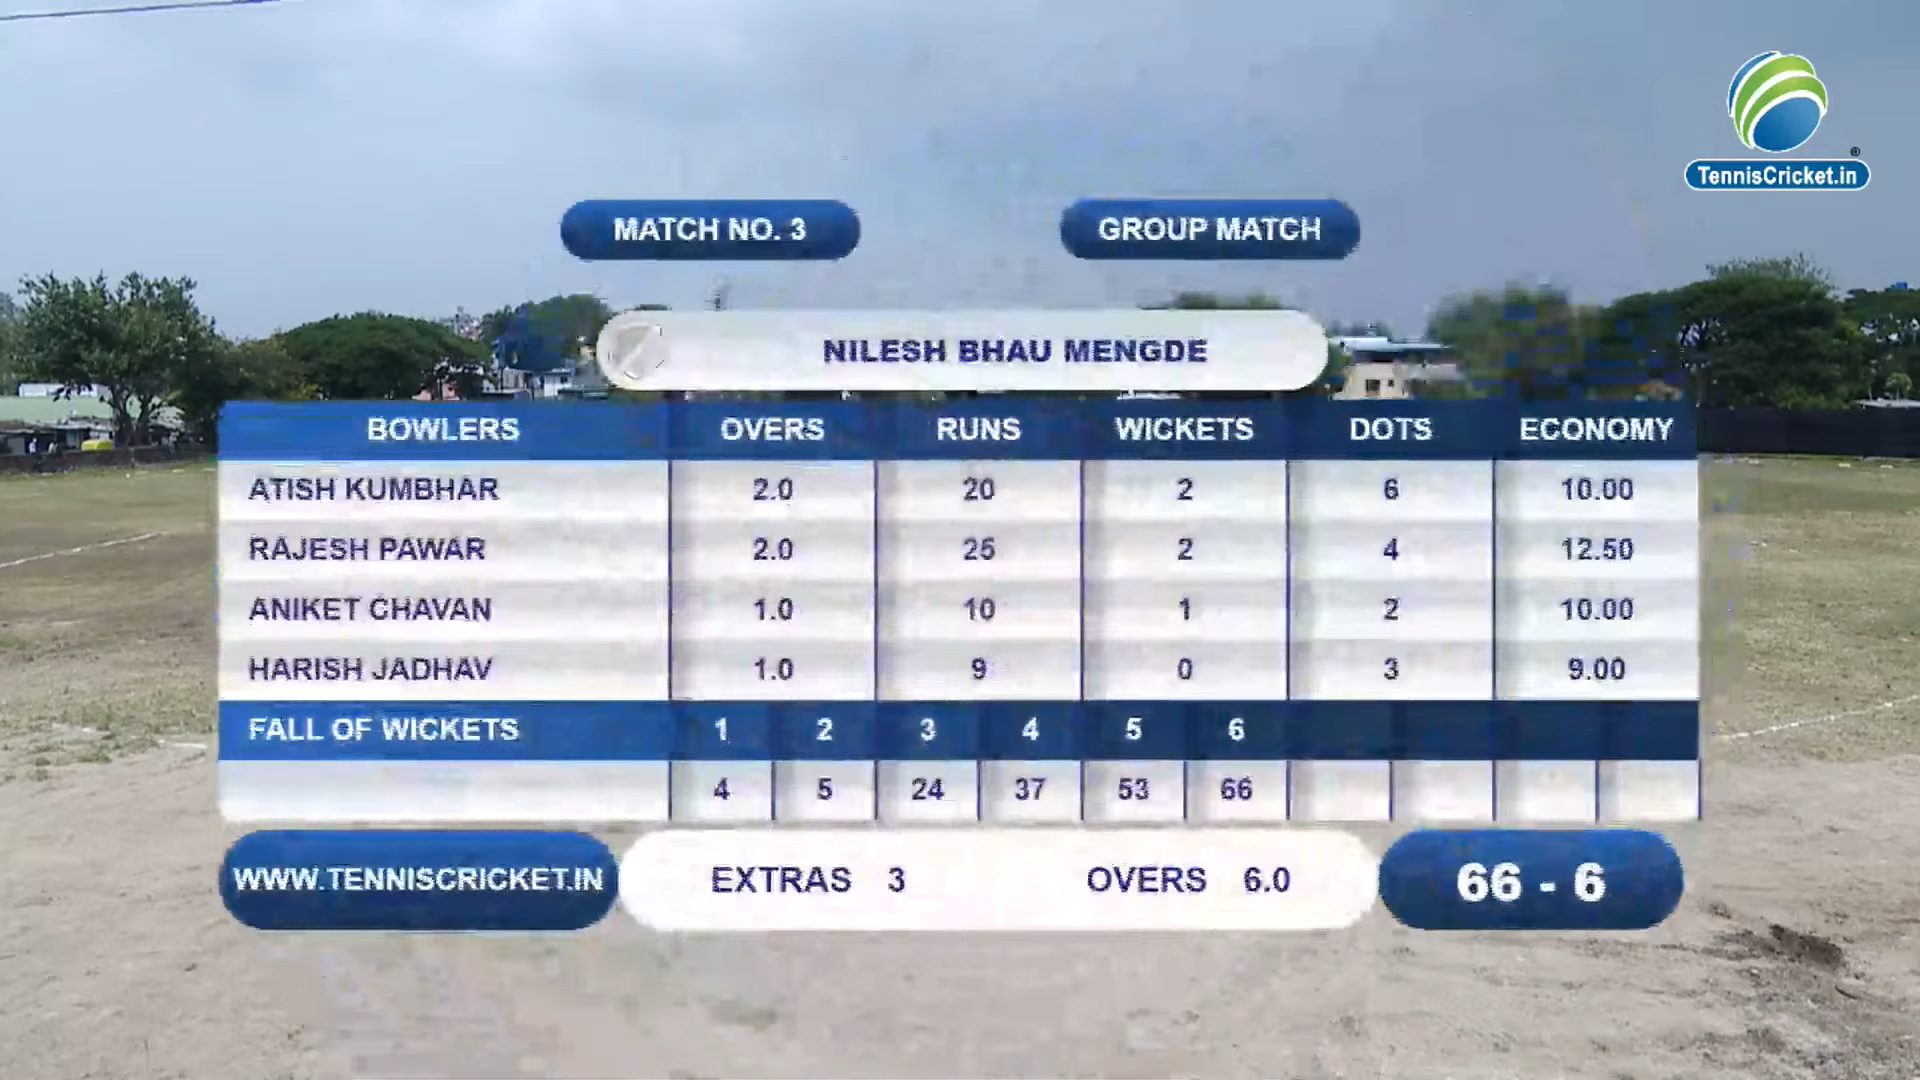 TennisCricket.in
MATCH NO. 3 GROUP MATCH
NILESH BHAU MENGDE
BOWLERS OVERS RUNS WICKETS DOTS ECONOMY
ATISH KUMBHAR 2.0 20 2 6 10.00
RAJESH PAWAR 2.0 25 2 4 12.50
ANIKET CHAVAN 1.0 10 1 2 10.00
HARISH JADHAV 1.0 9 0 3 9.00
FALL OF WICKETS 1 2 3 4 5 6
4 5 24 37 53 66
WWW.TENNISCRICKET.IN EXTRAS 3 OVERS 6.0 66 - 6